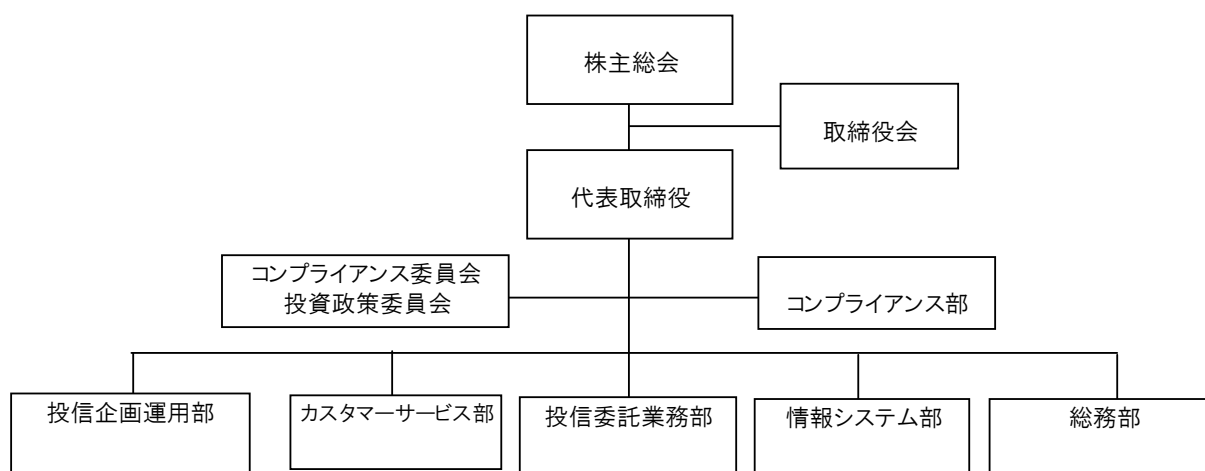 株主総会
取締役会
代表取締役
コンプライアンス委員会
投資政策委員会
コンプライアンス部
投信企画運用部
カスタマーサービス部
投信委託業務部
情報システム部
総務部